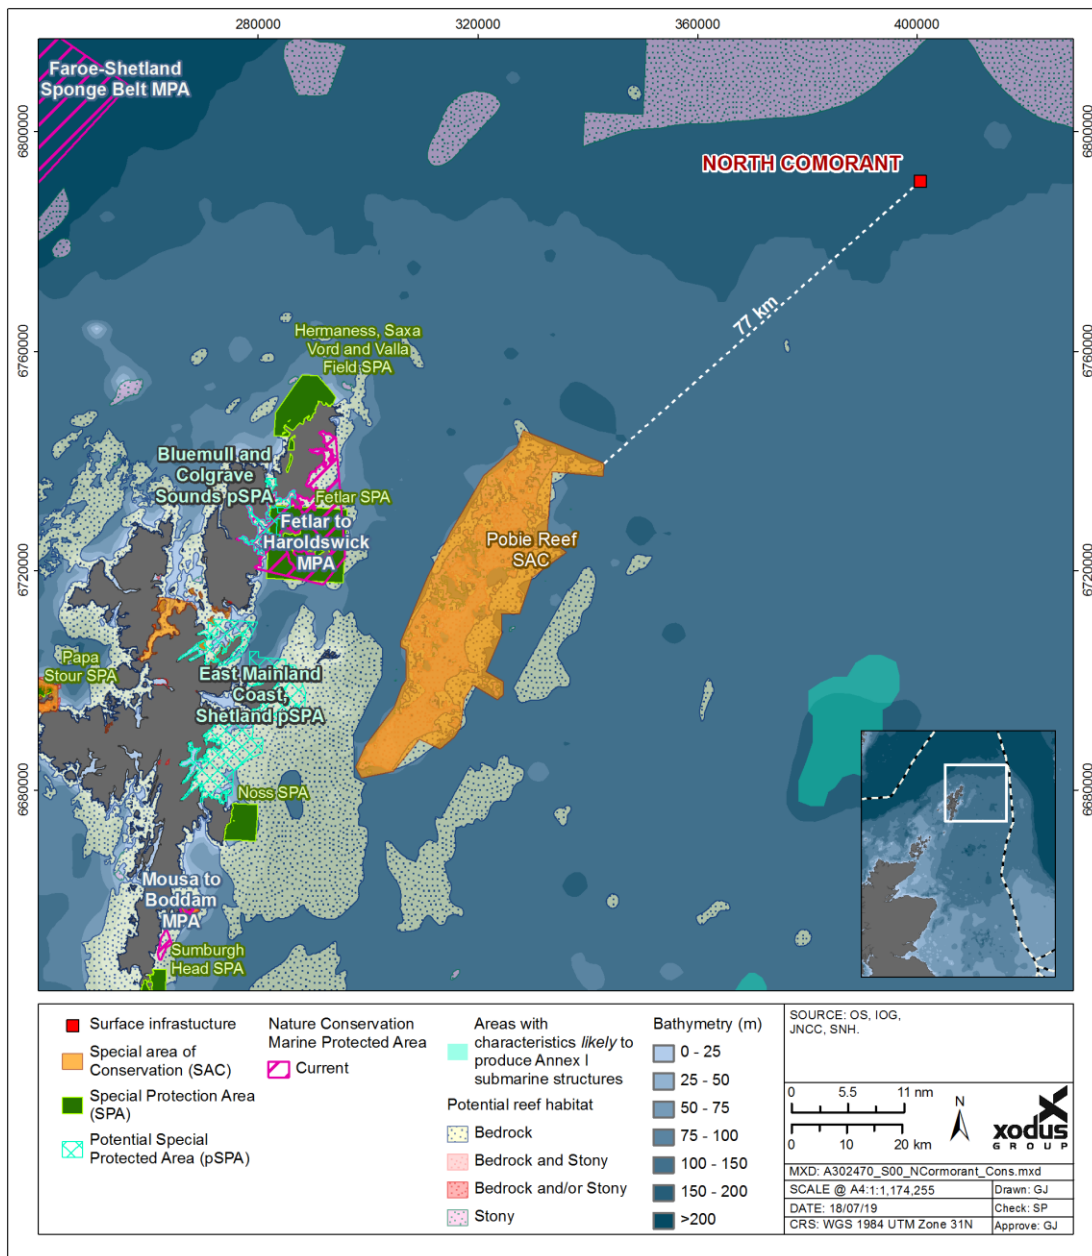 280000
320000
360000
400000
6800000
6760000
6720000
6680000
6800000
6760000
6720000
6680000
Faroe-Shetland
Sponge Belt MPA
NORTH COMORANT
77 km
Hermaness, Saxa
Vord and Valla
Field SPA
Bluemull and
Colgrave
Sounds pSPA
Fetlar SPA
Fetlar to
Haroldswick
MPA
Pobie Reef
SAC
Papa
Stour SPA
East Mainland
Coast,
Shetland pSPA
Noss SPA
Mousa to
Boddam
MPA
Sumburgh
Head SPA
Surface infrastucture
Special area of
Conservation (SAC)
Special Protection Area
(SPA)
Potential Special
Protected Area (pSPA)
Nature Conservation
Marine Protected Area
Current
Areas with
characteristics likely to
produce Annex I
submarine structures
Potential reef habitat
Bedrock
Bedrock and Stony
Bedrock and/or Stony
Stony
Bathymetry (m)
0 - 25
25 - 50
50 - 75
75 - 100
100 - 150
150 - 200
>200
SOURCE: OS, IOG,
JNCC, SNH.
0 5.5 11 nm
0 10 20 km
N
xodus
GROUP
MXD: A302470_S00_NCormorant_Cons.mxd
SCALE @ A4:1:1,174,255
Drawn: GJ
DATE: 18/07/19
Check: SP
CRS: WGS 1984 UTM Zone 31N
Approve: GJ